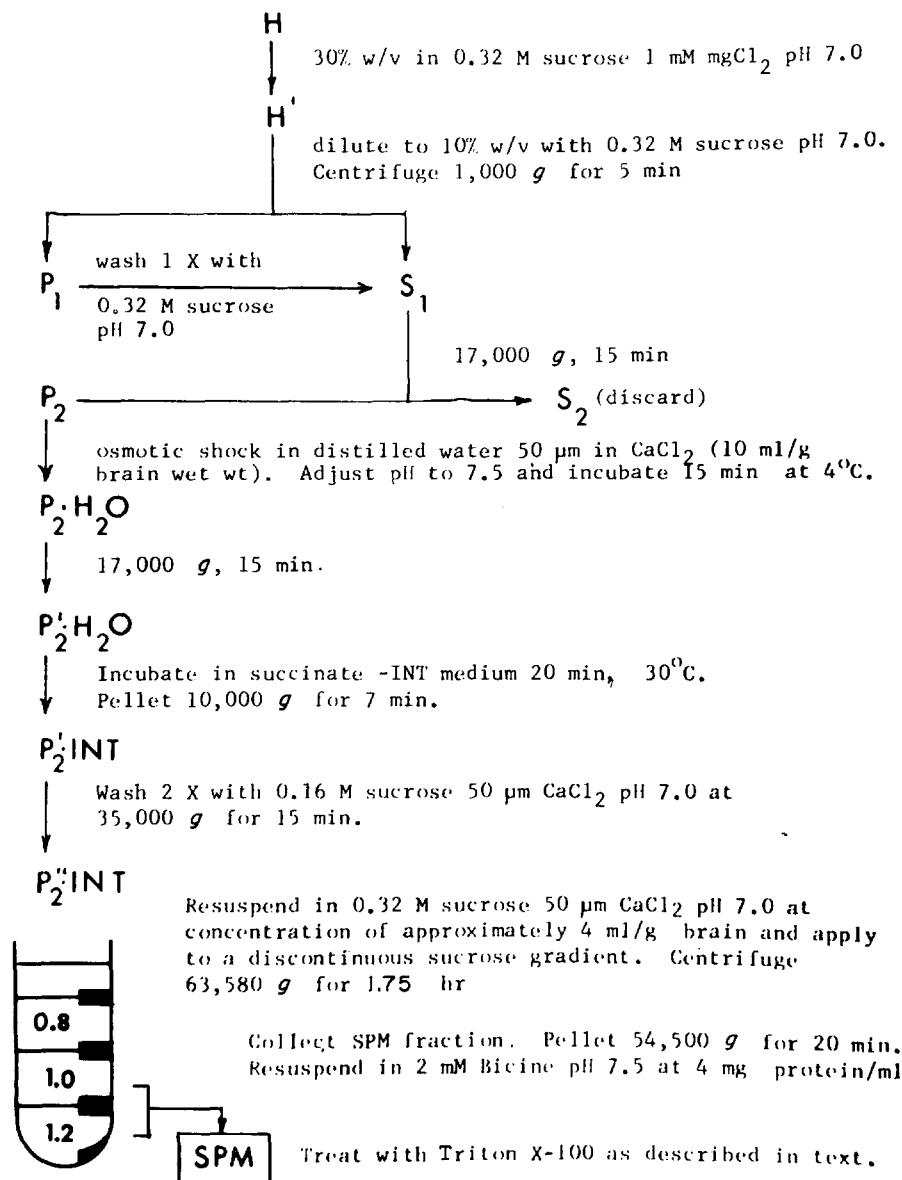 H
30% w/v in 0.32 M sucrose 1 mM mgCl2 pH 7.0
H'
dilute to 10% w/v with 0.32 M sucrose pH 7.0.
Centrifuge 1,000 g for 5 min
P1
wash 1 X with
0.32 M sucrose
pH 7.0
S1
17,000 g, 15 min
P2
S2 (discard)
osmotic shock in distilled water 50 µm in CaCl2 (10 ml/g
brain wet wt). Adjust pH to 7.5 and incubate 15 min at 4°C.
P2·H2O
17,000 g, 15 min.
P2'·H2O
Incubate in succinate -INT medium 20 min, 30°C.
Pellet 10,000 g for 7 min.
P2'INT
Wash 2 X with 0.16 M sucrose 50 µm CaCl2 pH 7.0 at
35,000 g for 15 min.
P2''INT
Resuspend in 0.32 M sucrose 50 µm CaCl2 pH 7.0 at
concentration of approximately 4 ml/g brain and apply
to a discontinuous sucrose gradient. Centrifuge
63,580 g for 1.75 hr
0.8
1.0
1.2
Collect SPM fraction. Pellet 54,500 g for 20 min.
Resuspend in 2 mM Bicine pH 7.5 at 4 mg protein/ml
SPM
Treat with Triton X-100 as described in text.